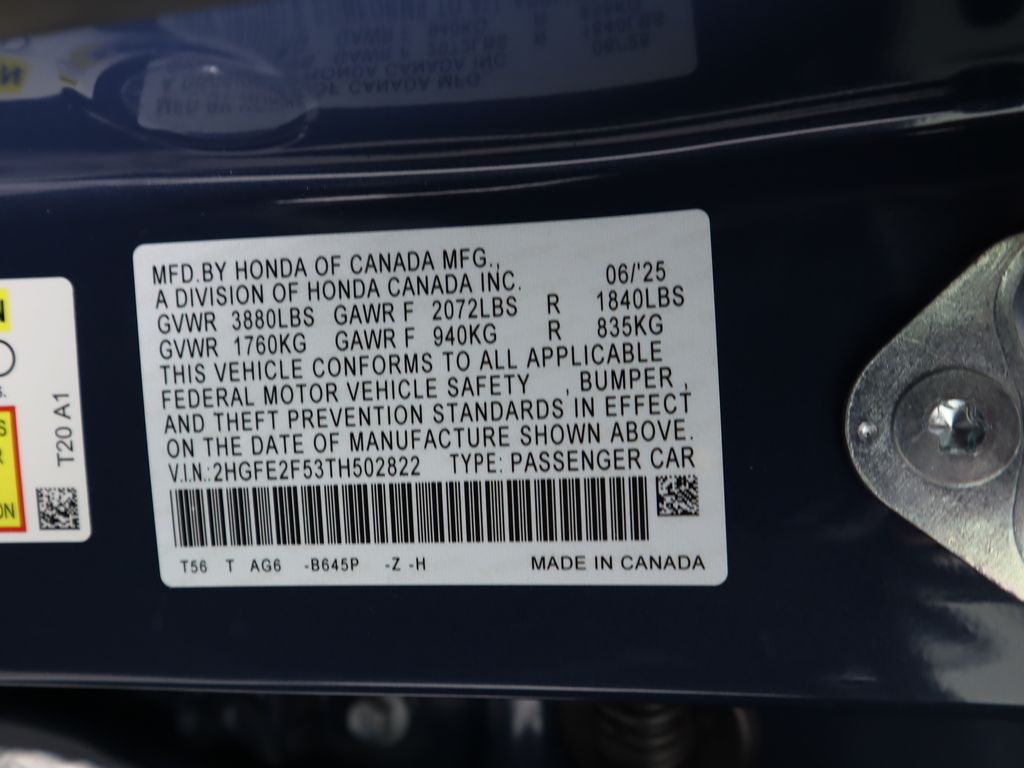 MFD.BY HONDA OF CANADA MFG.,
A DIVISION OF HONDA CANADA INC. 06/'25
GVWR 3880LBS GAWR F 2072LBS R 1840LBS
GVWR 1760KG GAWR F 940KG R 835KG
THIS VEHICLE CONFORMS TO ALL APPLICABLE
FEDERAL MOTOR VEHICLE SAFETY , BUMPER ,
AND THEFT PREVENTION STANDARDS IN EFFECT
ON THE DATE OF MANUFACTURE SHOWN ABOVE.
V.I.N.:2HGFE2F53TH502822 TYPE: PASSENGER CAR
T56 T AG6 -B645P -Z -H MADE IN CANADA
T20 A1